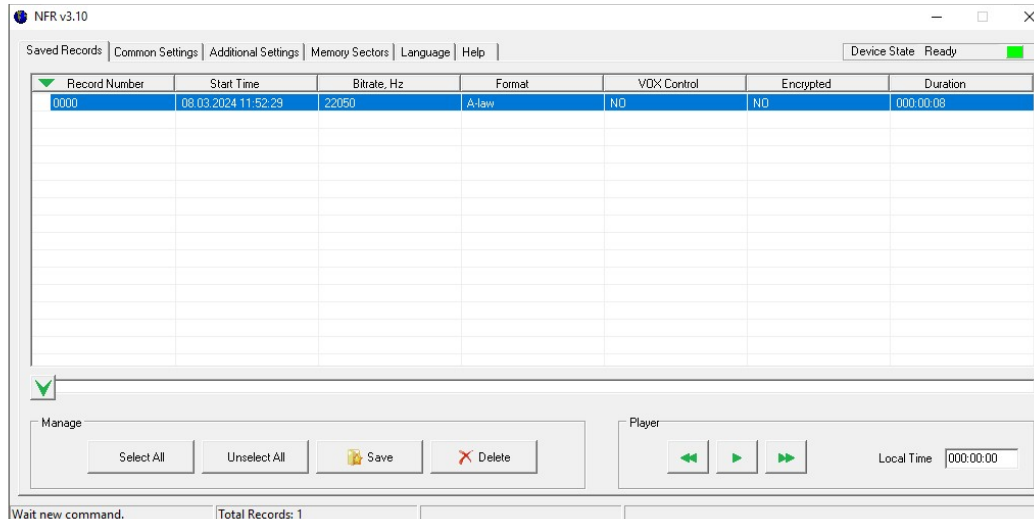 NFR v3.10
Saved Records Common Settings Additional Settings Memory Sectors Language Help Device State Ready
Record Number Start Time Bitrate, Hz Format VOX Control Encrypted Duration
0000 08.03.2024 11:52:29 22050 A-law NO NO 000:00:08
Manage Player
Select All Unselect All Save Delete Local Time 000:00:00
Wait new command. Total Records: 1